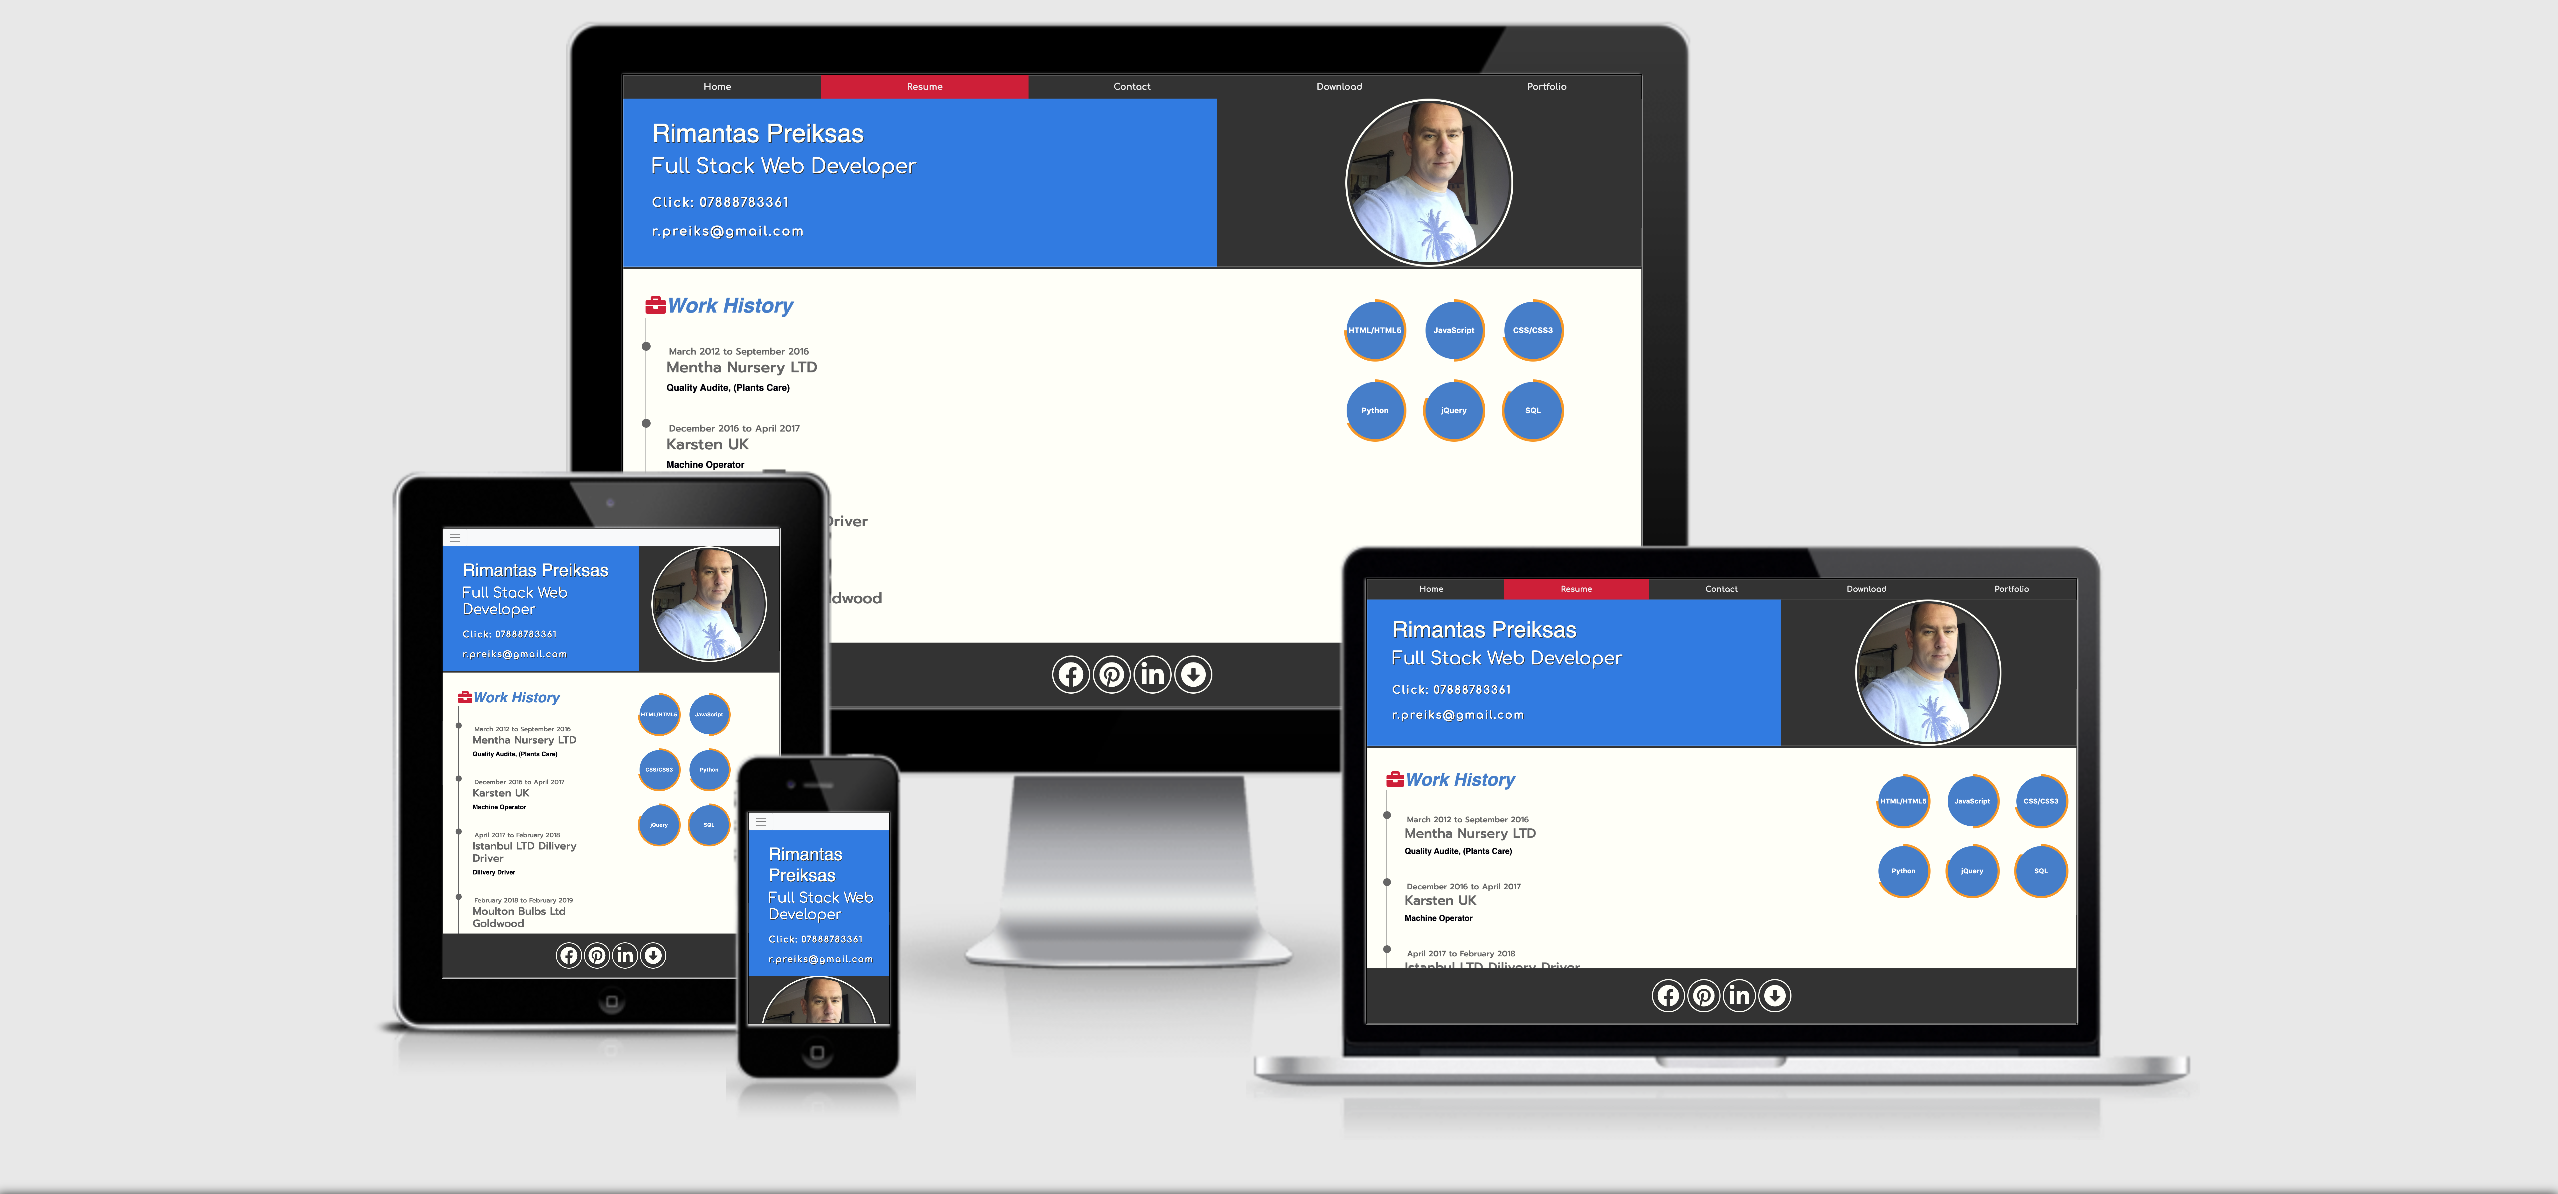 Home Resume Contact Download Portfolio
Rimantas Preiksas
Full Stack Web Developer
Click: 07888783361
r.preiks@gmail.com
Work History
March 2012 to September 2016
Mentha Nursery LTD
Quality Audite, (Plants Care)
December 2016 to April 2017
Karsten UK
Machine Operator
HTML/HTML5 JavaScript CSS/CSS3
Python jQuery SQL
Rimantas Preiksas
Full Stack Web
Developer
Click: 07888783361
r.preiks@gmail.com
Work History
March 2012 to September 2016
Mentha Nursery LTD
Quality Audite, (Plants Care)
December 2016 to April 2017
Karsten UK
Machine Operator
April 2017 to February 2018
Istanbul LTD Dilivery
Driver
Dilivery Driver
February 2018 to February 2019
Moulton Bulbs Ltd
Goldwood
HTML/HTML5 JavaScript
CSS/CSS3 Python
jQuery SQL
Rimantas
Preiksas
Full Stack Web
Developer
Click: 07888783361
r.preiks@gmail.com
Home Resume Contact Download Portfolio
Rimantas Preiksas
Full Stack Web Developer
Click: 07888783361
r.preiks@gmail.com
Work History
March 2012 to September 2016
Mentha Nursery LTD
Quality Audite, (Plants Care)
December 2016 to April 2017
Karsten UK
Machine Operator
April 2017 to February 2018
Istanbul LTD Dilivery Driver
HTML/HTML5 JavaScript CSS/CSS3
Python jQuery SQL